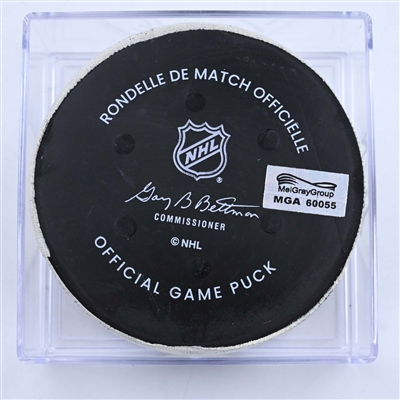 RONDELLE DE MATCH OFFICIELLE
NHL
Gary B Bettman
COMMISSIONER
© NHL
MeiGrayGroup
MGA 60055
OFFICIAL GAME PUCK